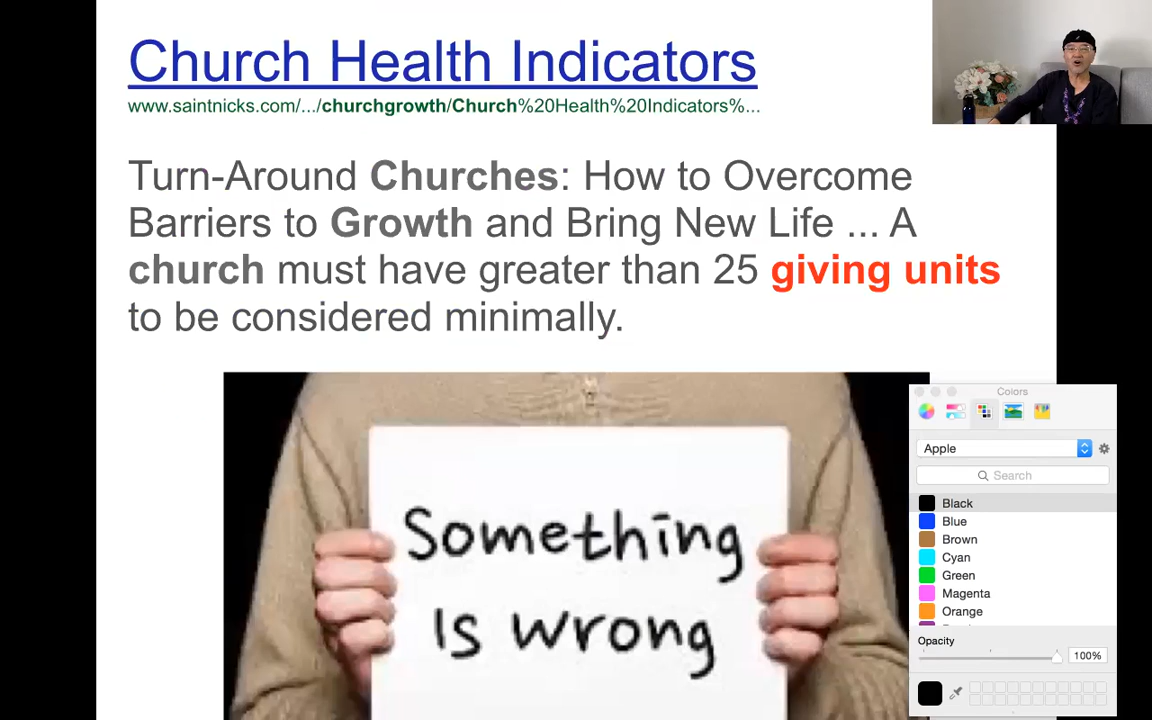 Church Health Indicators
www.saintnicks.com/.../churchgrowth/Church%20Health%20Indicators%...
Turn-Around Churches: How to Overcome
Barriers to Growth and Bring New Life ... A
church must have greater than 25 giving units
to be considered minimally.
Something
Is wrong
Colors
Apple
Search
Black
Blue
Brown
Cyan
Green
Magenta
Orange
Opacity
100%